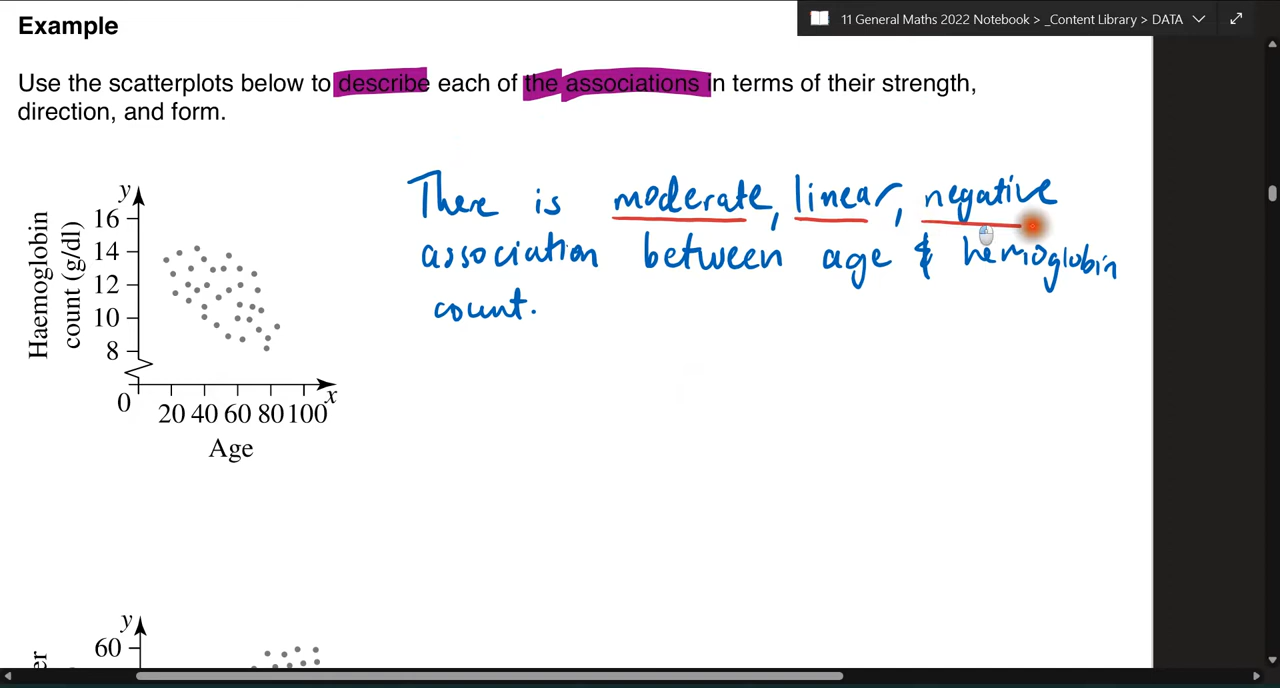 11 General Maths 2022 Notebook > _Content Library > DATA
Example
Use the scatterplots below to describe each of the associations in terms of their strength,
direction, and form.
There is moderate, linear, negative
association between age & hemoglobin
count.
Haemoglobin
count (g/dl)
y
16
14
12
10
8
0
20 40 60 80 100
x
Age
y
60
er